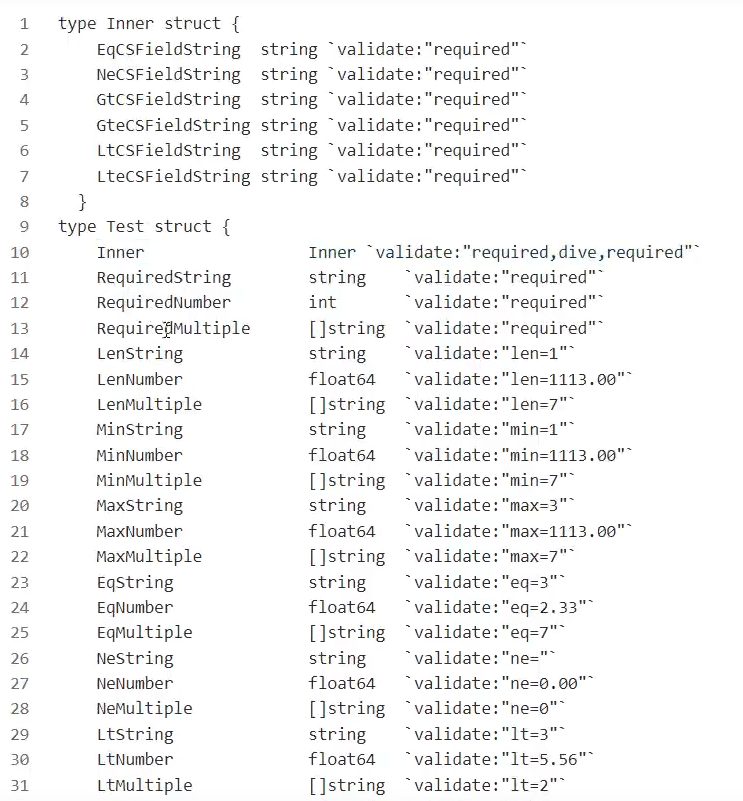 1 type Inner struct {
2     EqCSFieldString  string `validate:"required"`
3     NeCSFieldString  string `validate:"required"`
4     GtCSFieldString  string `validate:"required"`
5     GteCSFieldString string `validate:"required"`
6     LtCSFieldString  string `validate:"required"`
7     LteCSFieldString string `validate:"required"`
8   }
9 type Test struct {
10     Inner                 Inner `validate:"required,dive,required"`
11     RequiredString        string    `validate:"required"`
12     RequiredNumber        int       `validate:"required"`
13     RequiredMultiple      []string  `validate:"required"`
14     LenString             string    `validate:"len=1"`
15     LenNumber             float64   `validate:"len=1113.00"`
16     LenMultiple           []string  `validate:"len=7"`
17     MinString             string    `validate:"min=1"`
18     MinNumber             float64   `validate:"min=1113.00"`
19     MinMultiple           []string  `validate:"min=7"`
20     MaxString             string    `validate:"max=3"`
21     MaxNumber             float64   `validate:"max=1113.00"`
22     MaxMultiple           []string  `validate:"max=7"`
23     EqString              string    `validate:"eq=3"`
24     EqNumber              float64   `validate:"eq=2.33"`
25     EqMultiple            []string  `validate:"eq=7"`
26     NeString              string    `validate:"ne="`
27     NeNumber              float64   `validate:"ne=0.00"`
28     NeMultiple            []string  `validate:"ne=0"`
29     LtString              string    `validate:"lt=3"`
30     LtNumber              float64   `validate:"lt=5.56"`
31     LtMultiple            []string  `validate:"lt=2"`